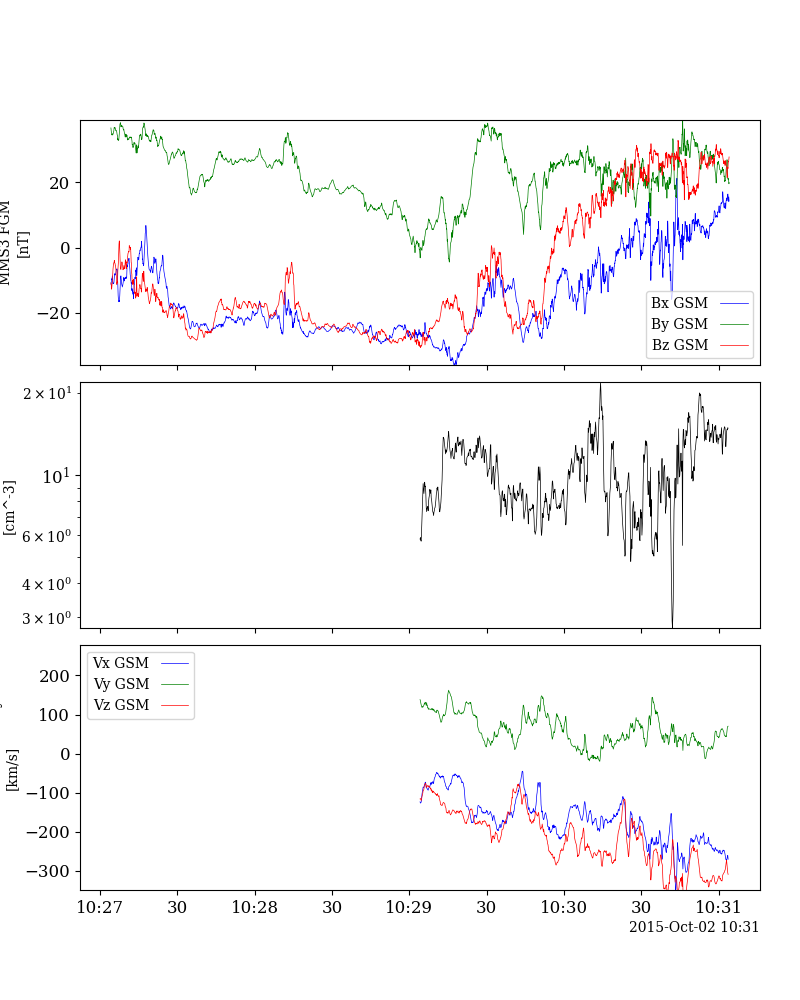 MMS3 FGM
[nT]
20
0
−20
Bx GSM
By GSM
Bz GSM
[cm^-3]
2 × 10¹
10¹
6 × 10⁰
4 × 10⁰
3 × 10⁰
[km/s]
200
100
0
−100
−200
−300
Vx GSM
Vy GSM
Vz GSM
10:27 30 10:28 30 10:29 30 10:30 30 10:31
2015-Oct-02 10:31